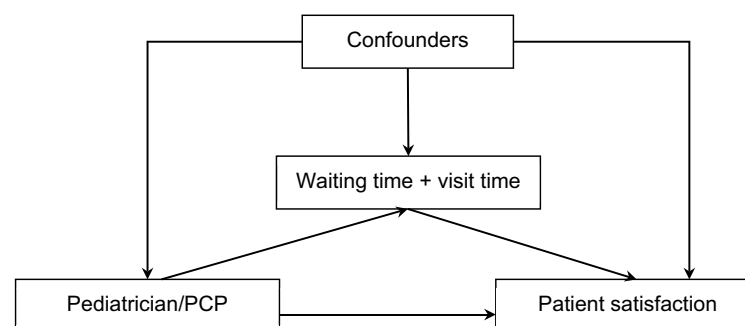 Confounders
Waiting time + visit time
Pediatrician/PCP
Patient satisfaction